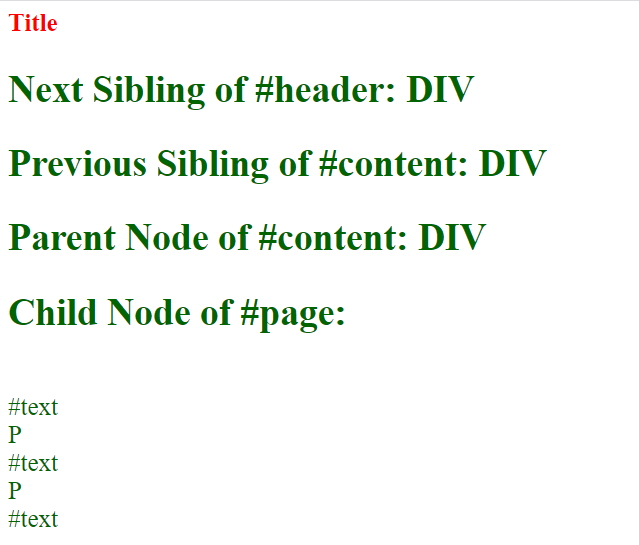 Title
Next Sibling of #header: DIV
Previous Sibling of #content: DIV
Parent Node of #content: DIV
Child Node of #page:
#text
P
#text
P
#text